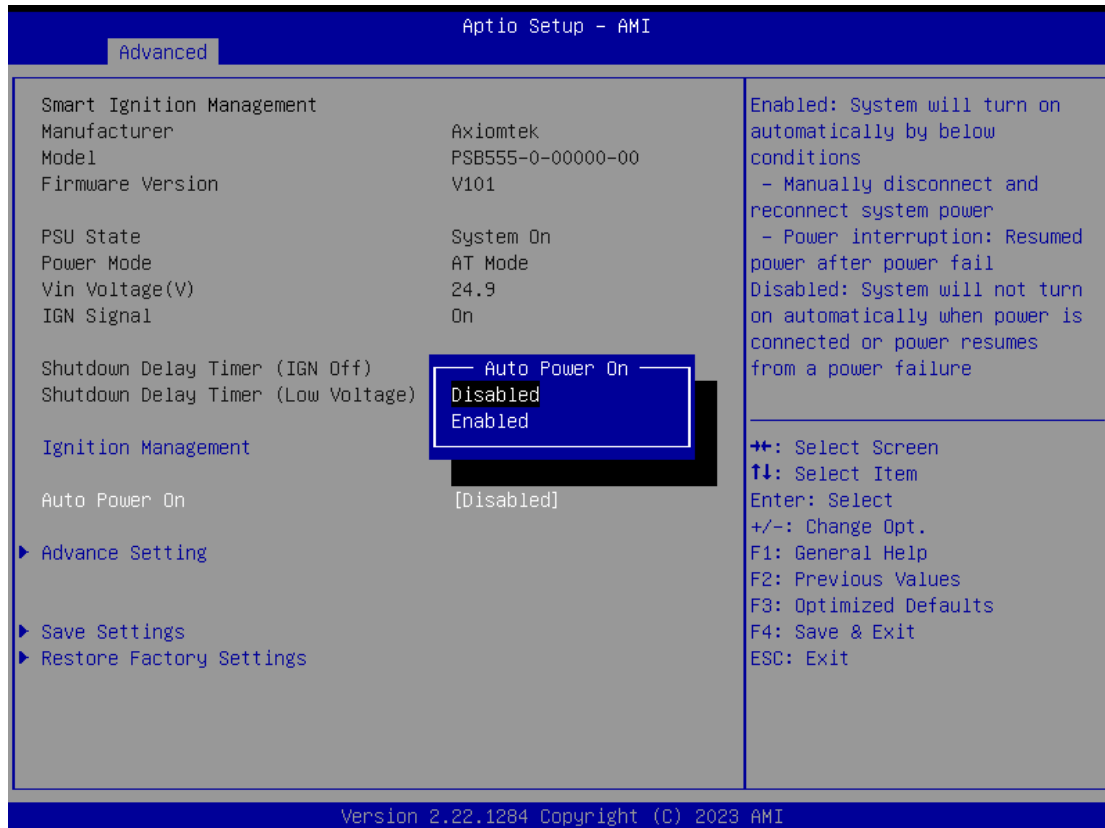 Aptio Setup – AMI
Advanced
Smart Ignition Management
Manufacturer Axiomtek
Model PSB555-0-00000-00
Firmware Version V101
PSU State System On
Power Mode AT Mode
Vin Voltage(V) 24.9
IGN Signal On
Shutdown Delay Timer (IGN Off)
Shutdown Delay Timer (Low Voltage)
Auto Power On
Disabled
Enabled
Ignition Management
Auto Power On [Disabled]
Advance Setting
Save Settings
Restore Factory Settings
Enabled: System will turn on
automatically by below
conditions
– Manually disconnect and
reconnect system power
– Power interruption: Resumed
power after power fail
Disabled: System will not turn
on automatically when power is
connected or power resumes
from a power failure
→←: Select Screen
↑↓: Select Item
Enter: Select
+/-: Change Opt.
F1: General Help
F2: Previous Values
F3: Optimized Defaults
F4: Save & Exit
ESC: Exit
Version 2.22.1284 Copyright (C) 2023 AMI